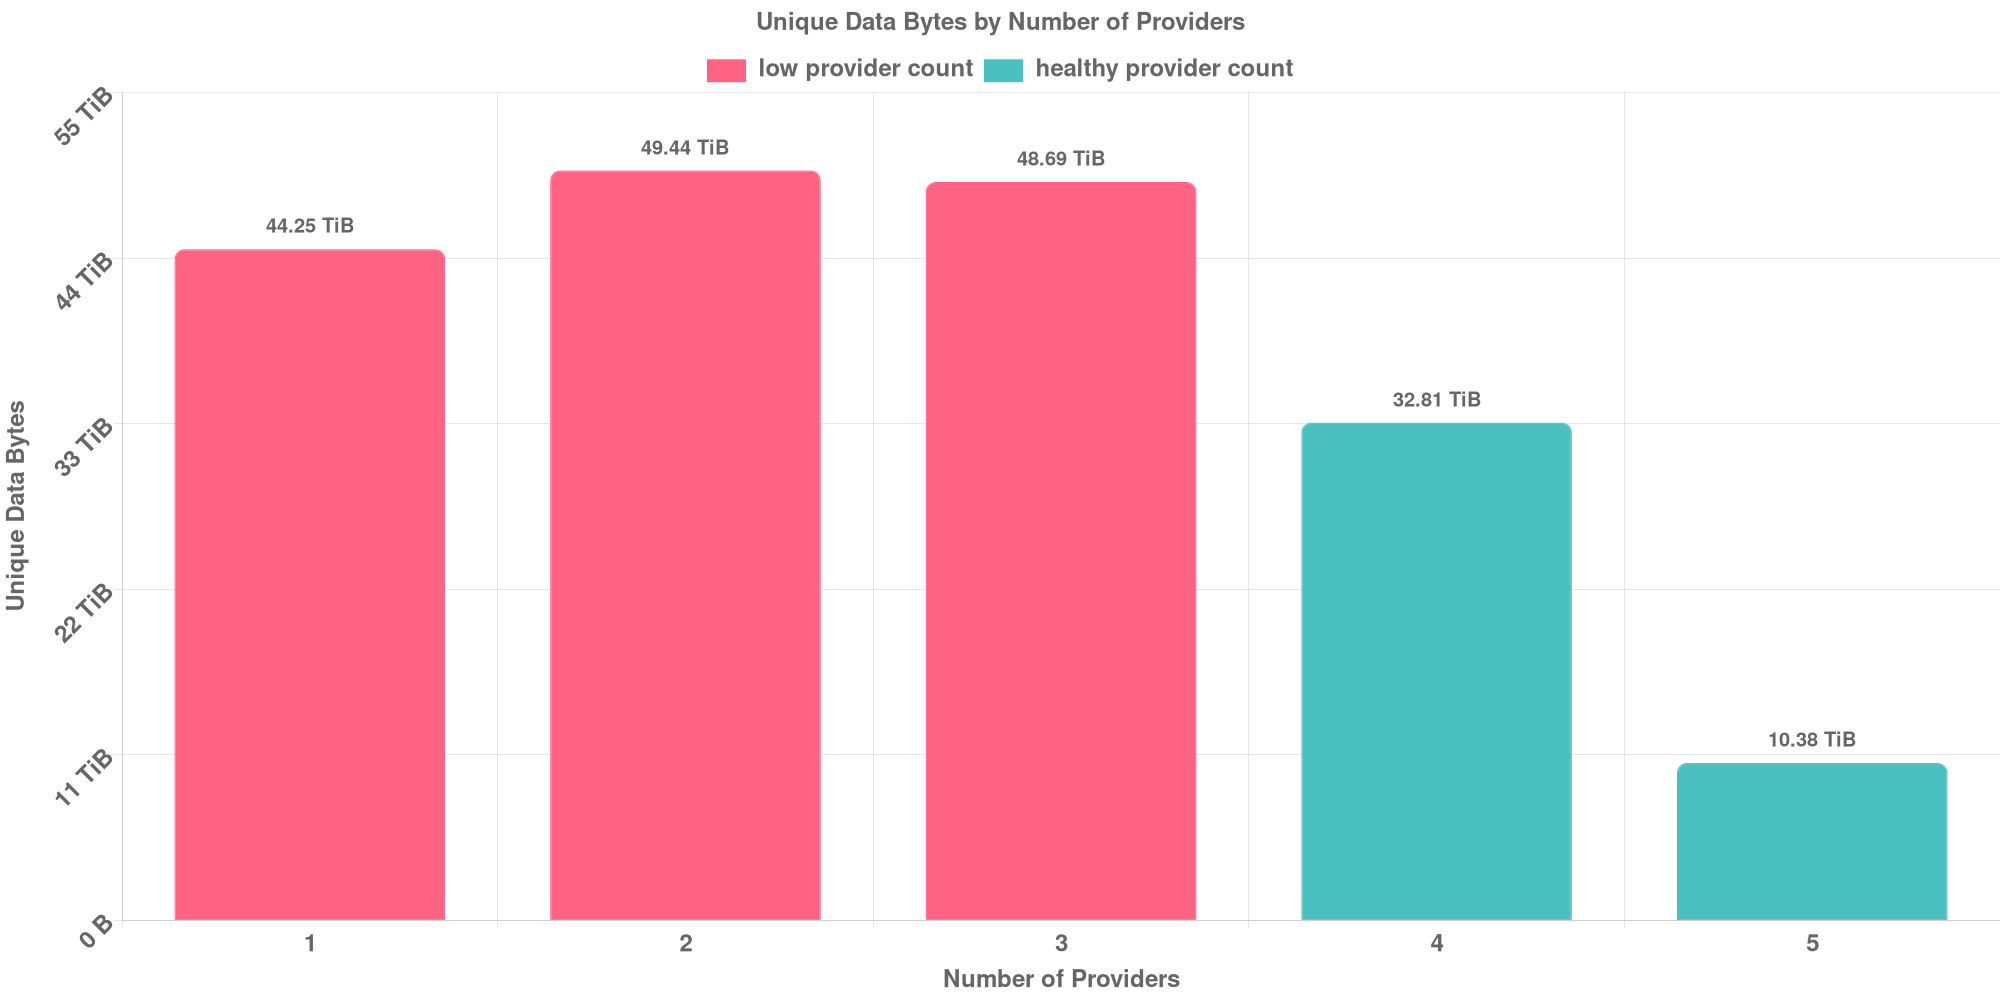 Unique Data Bytes by Number of Providers
low provider count
healthy provider count
55 TiB
44 TiB
33 TiB
22 TiB
11 TiB
0 B
Unique Data Bytes
44.25 TiB
49.44 TiB
48.69 TiB
32.81 TiB
10.38 TiB
1
2
3
4
5
Number of Providers